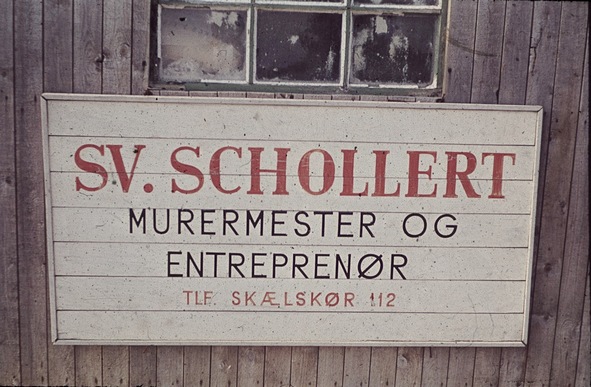 SV. SCHOLLERT
MURERMESTER OG
ENTREPRENØR
TLF. SKÆLSKØR 112